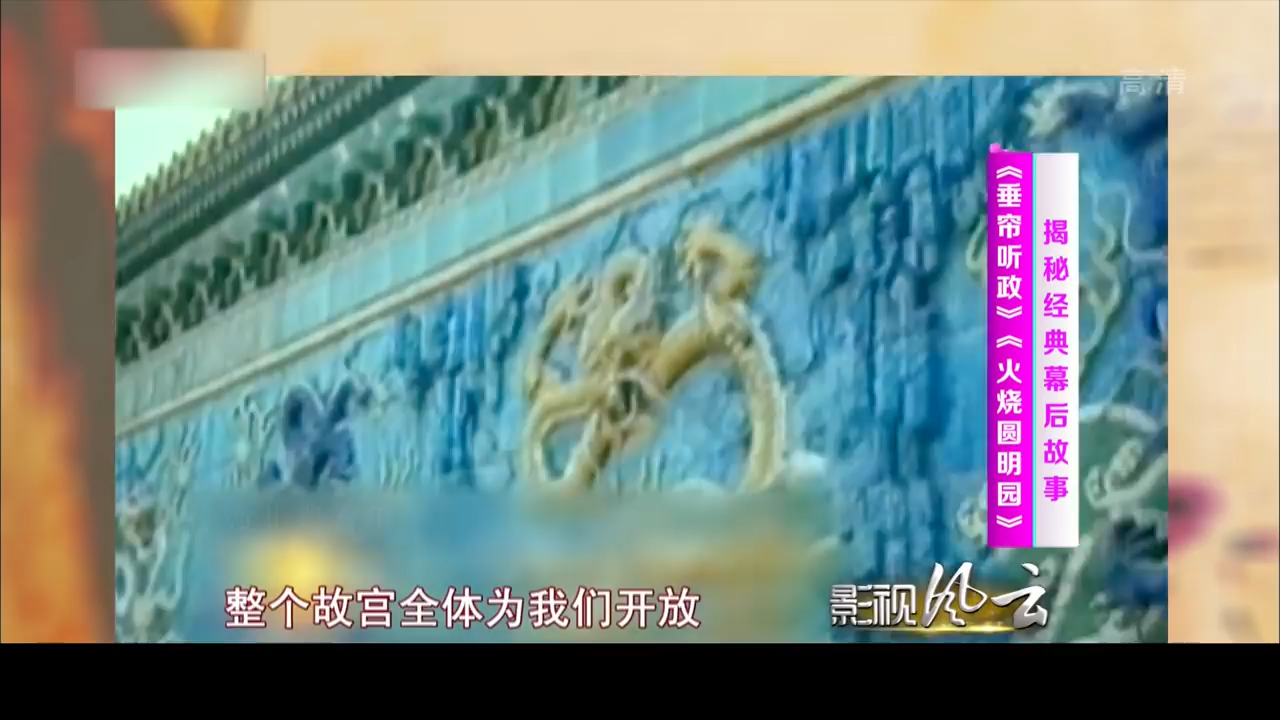 高清
《垂帘听政》《火烧圆明园》
揭秘经典幕后故事
整个故宫全体为我们开放
影视风云